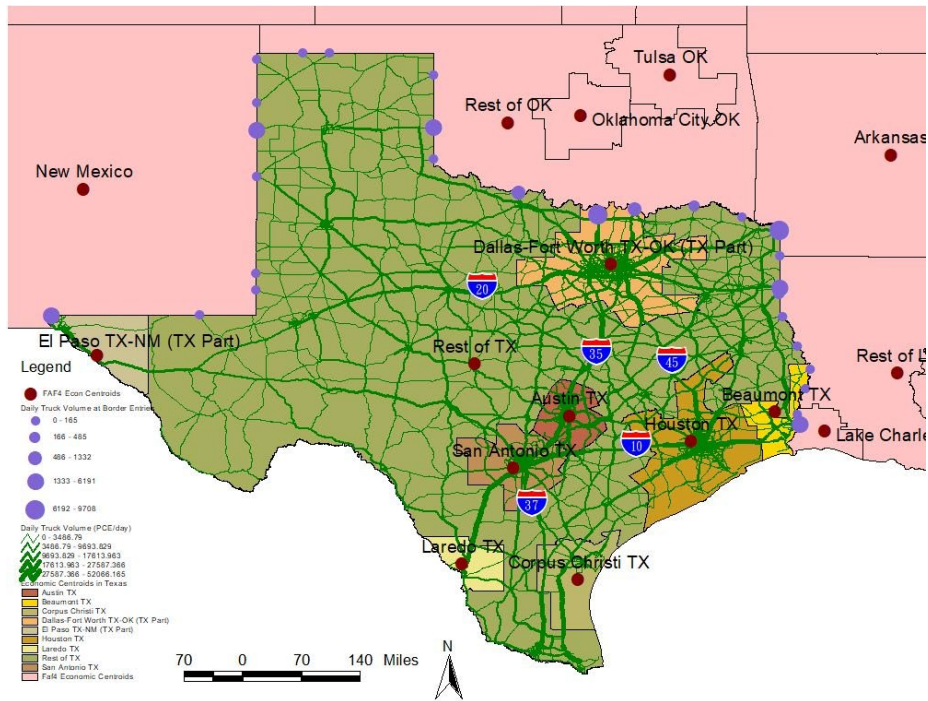 Tulsa OK
Rest of OK
Oklahoma City OK
Arkansas
New Mexico
Dallas-Fort Worth TX-OK (TX Part)
20
El Paso TX-NM (TX Part)
Rest of TX
35
45
Rest of L
Austin TX
Beaumont TX
Houston TX
Lake Charle
10
San Antonio TX
37
Laredo TX
Corpus Christi TX
Legend
FAF4 Econ Centroids
Daily Truck Volume at Border Entries
0 - 165
166 - 485
486 - 1332
1333 - 6191
6192 - 9708
Daily Truck Volume (PCE/day)
0 - 3486.79
3486.79 - 9693.829
9693.829 - 17613.963
17613.963 - 27587.366
27587.366 - 52066.165
Economic Centroids in Texas
Austin TX
Beaumont TX
Corpus Christi TX
Dallas-Fort Worth TX-OK (TX Part)
El Paso TX-NM (TX Part)
Houston TX
Laredo TX
Rest of TX
San Antonio TX
Faf4 Economic Centroids
70 0 70 140 Miles
N